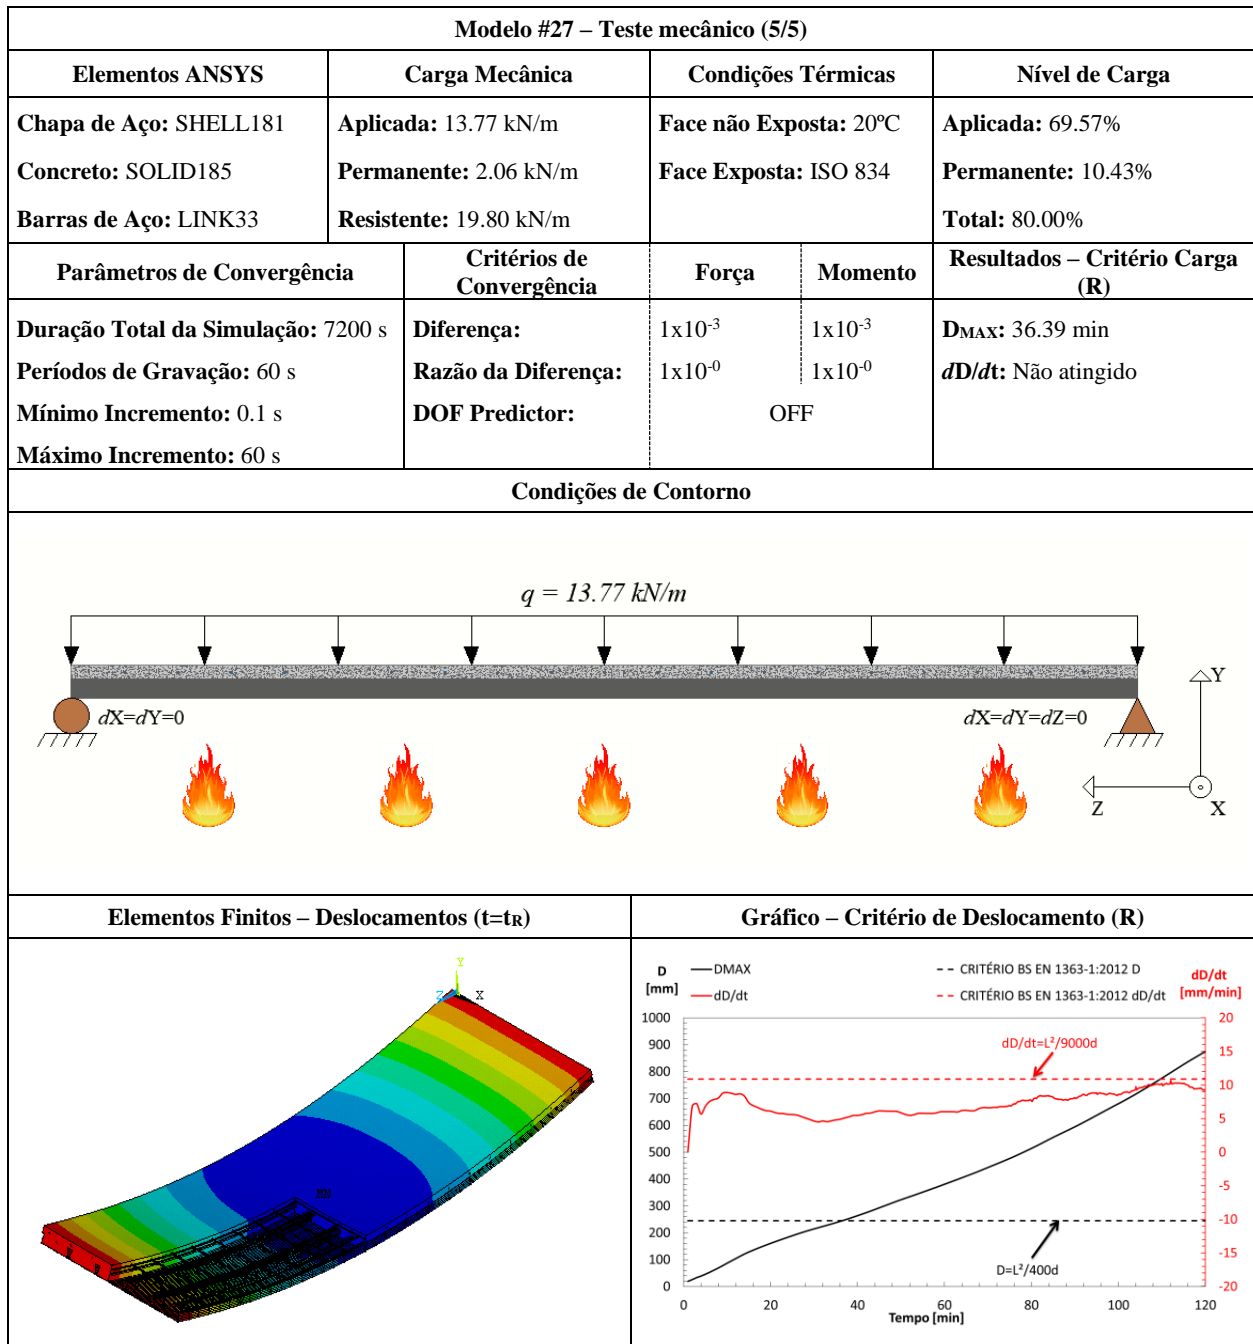 Modelo #27 – Teste mecânico (5/5)
Elementos ANSYS
Carga Mecânica
Condições Térmicas
Nível de Carga
Chapa de Aço: SHELL181
Concreto: SOLID185
Barras de Aço: LINK33
Aplicada: 13.77 kN/m
Permanente: 2.06 kN/m
Resistente: 19.80 kN/m
Face não Exposta: 20ºC
Face Exposta: ISO 834
Aplicada: 69.57%
Permanente: 10.43%
Total: 80.00%
Parâmetros de Convergência
Critérios de
Convergência
Força
Momento
Resultados – Critério Carga
(R)
Duração Total da Simulação: 7200 s
Períodos de Gravação: 60 s
Mínimo Incremento: 0.1 s
Máximo Incremento: 60 s
Diferença: 1x10⁻³ 1x10⁻³
Razão da Diferença: 1x10⁻⁰ 1x10⁻⁰
DOF Predictor: OFF
DMAX: 36.39 min
dD/dt: Não atingido
Condições de Contorno
q = 13.77 kN/m
dX=dY=0
dX=dY=dZ=0
Y
Z
X
Elementos Finitos – Deslocamentos (t=tR)
Gráfico – Critério de Deslocamento (R)
Y
Z
X
MN
D
[mm]
DMAX
dD/dt
CRITÉRIO BS EN 1363-1:2012 D
CRITÉRIO BS EN 1363-1:2012 dD/dt
dD/dt
[mm/min]
1000
900
800
700
600
500
400
300
200
100
0
20
15
10
5
0
-5
-10
-15
-20
dD/dt=L²/9000d
D=L²/400d
0 20 40 60 80 100 120
Tempo [min]